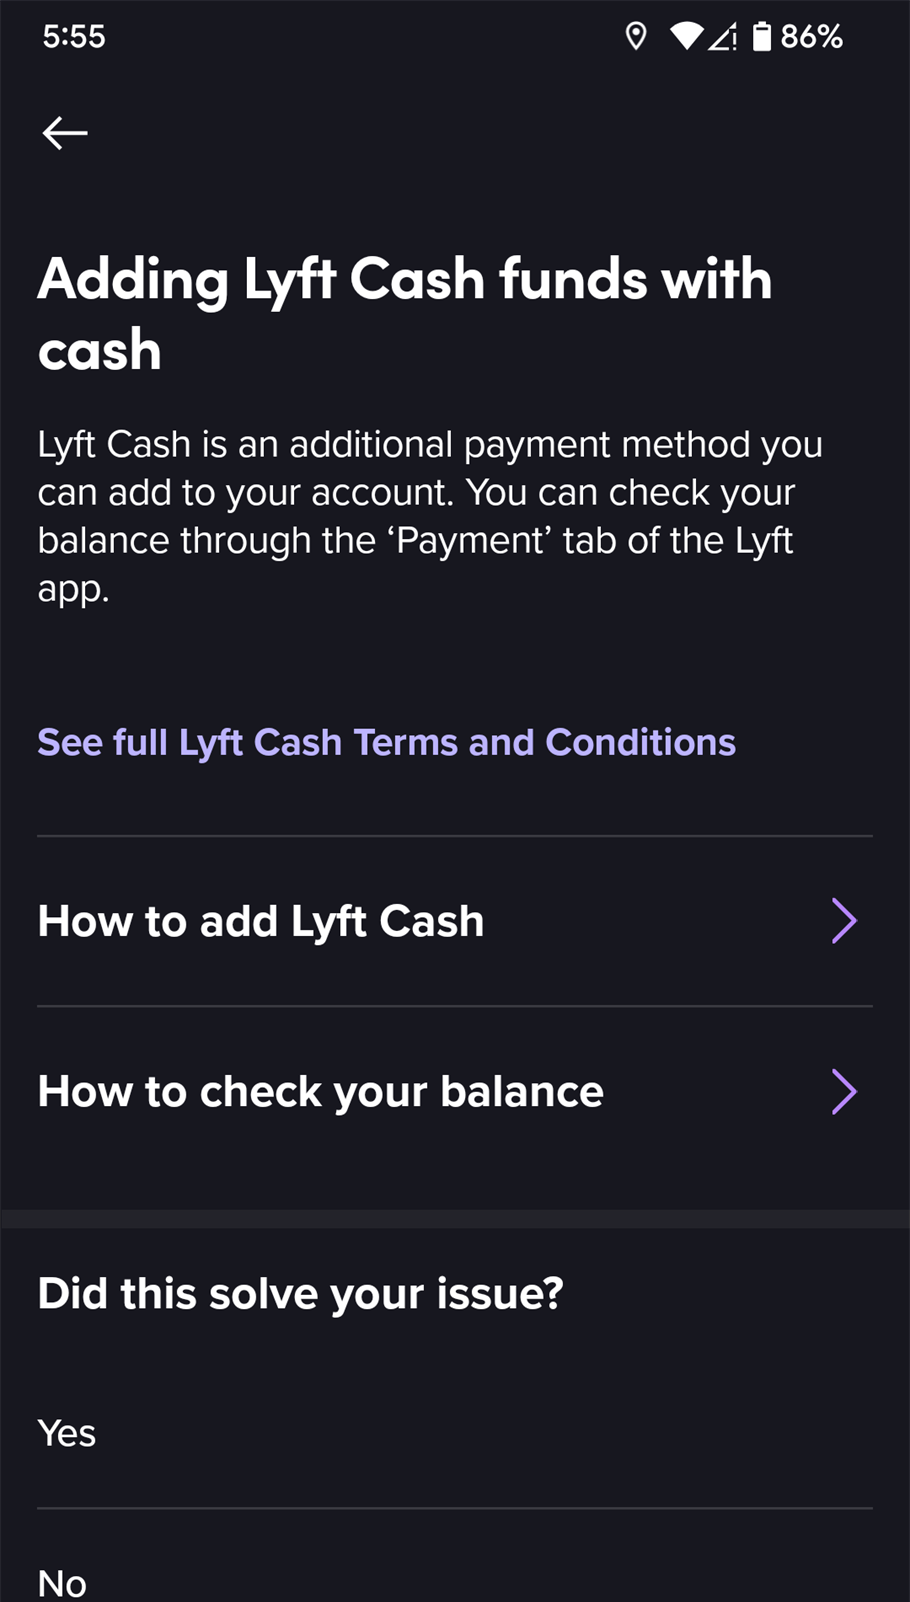 5:55
86%
Adding Lyft Cash funds with
cash
Lyft Cash is an additional payment method you
can add to your account. You can check your
balance through the ‘Payment’ tab of the Lyft
app.
See full Lyft Cash Terms and Conditions
How to add Lyft Cash
How to check your balance
Did this solve your issue?
Yes
No